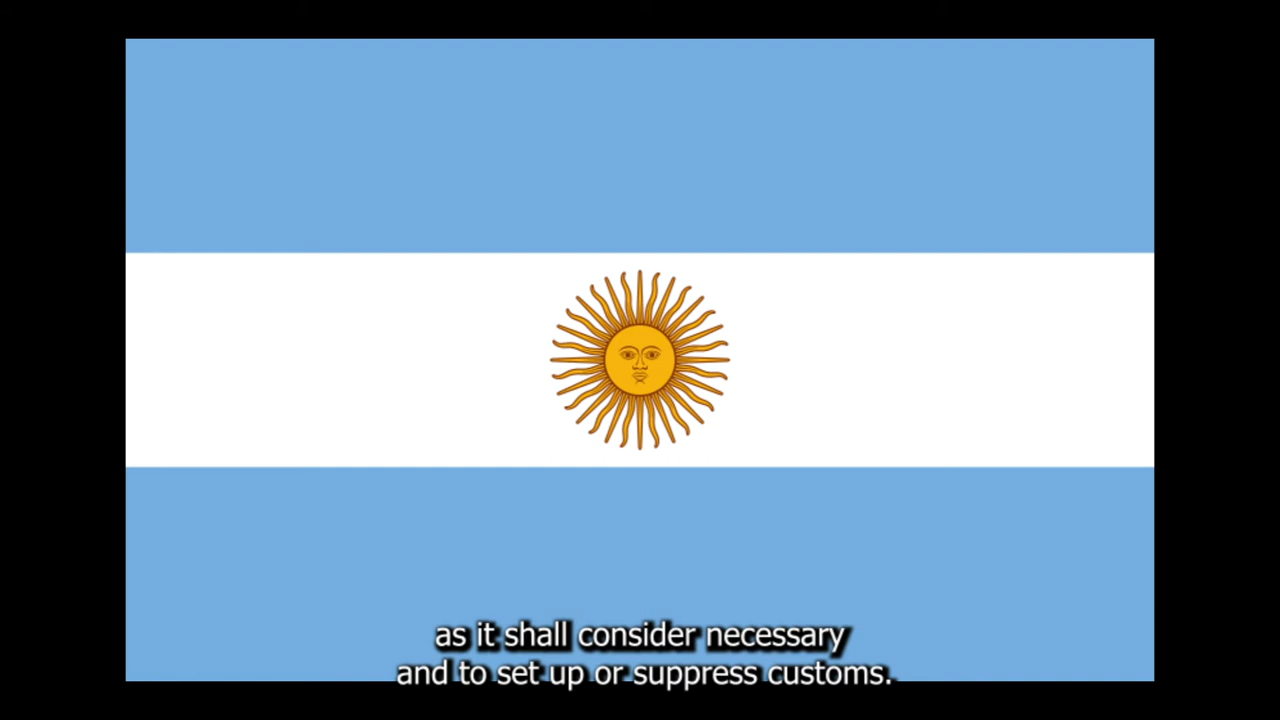 as it shall consider necessary
and to set up or suppress customs.